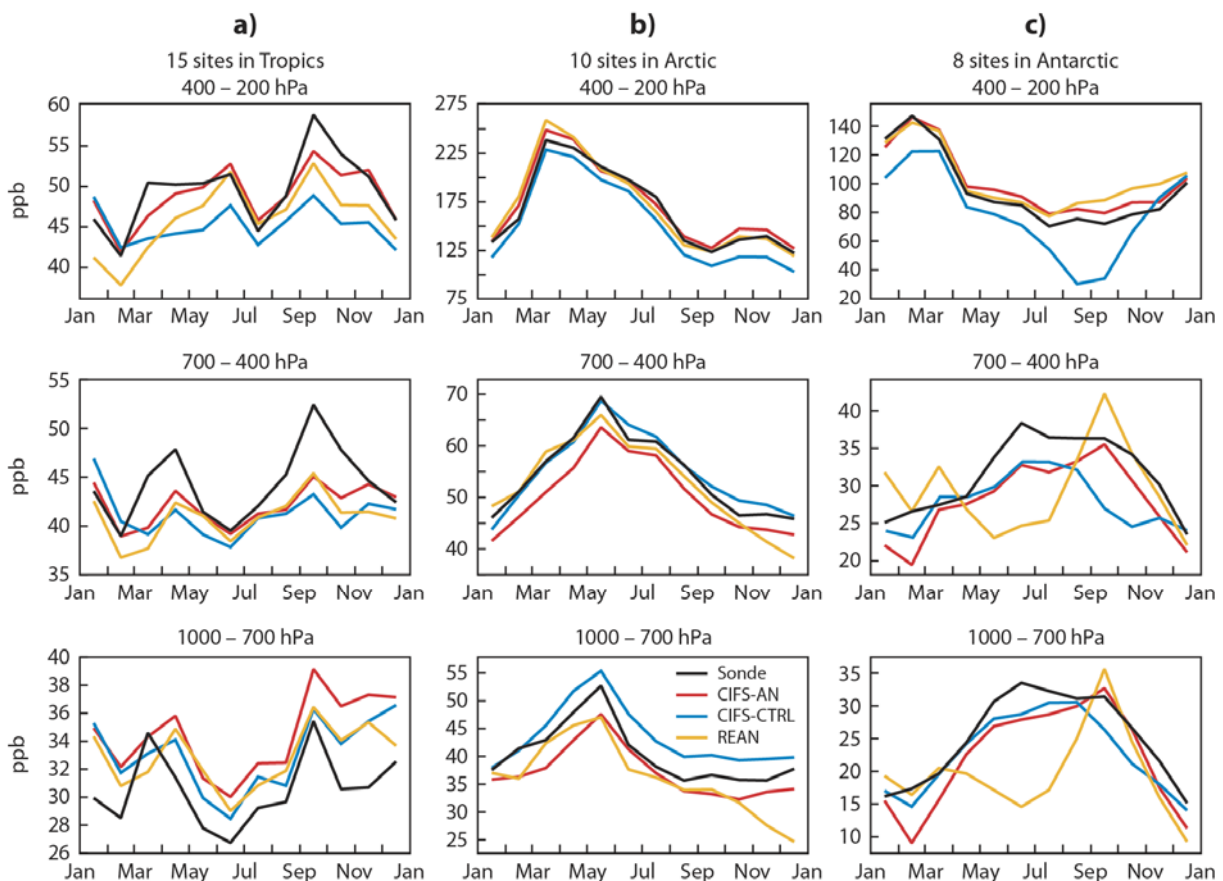 a)
15 sites in Tropics
400 – 200 hPa
60
55
50
45
40
ppb
Jan Mar May Jul Sep Nov Jan
b)
10 sites in Arctic
400 – 200 hPa
275
225
175
125
75
Jan Mar May Jul Sep Nov Jan
c)
8 sites in Antarctic
400 – 200 hPa
140
120
100
80
60
40
20
Jan Mar May Jul Sep Nov Jan
700 – 400 hPa
55
50
45
40
35
ppb
Jan Mar May Jul Sep Nov Jan
700 – 400 hPa
70
60
50
40
Jan Mar May Jul Sep Nov Jan
700 – 400 hPa
35
30
25
20
Jan Mar May Jul Sep Nov Jan
1000 – 700 hPa
40
38
36
34
32
30
28
26
ppb
Jan Mar May Jul Sep Nov Jan
1000 – 700 hPa
55
50
45
40
35
30
25
Sonde
CIFS-AN
CIFS-CTRL
REAN
Jan Mar May Jul Sep Nov Jan
1000 – 700 hPa
35
30
25
20
15
10
Jan Mar May Jul Sep Nov Jan